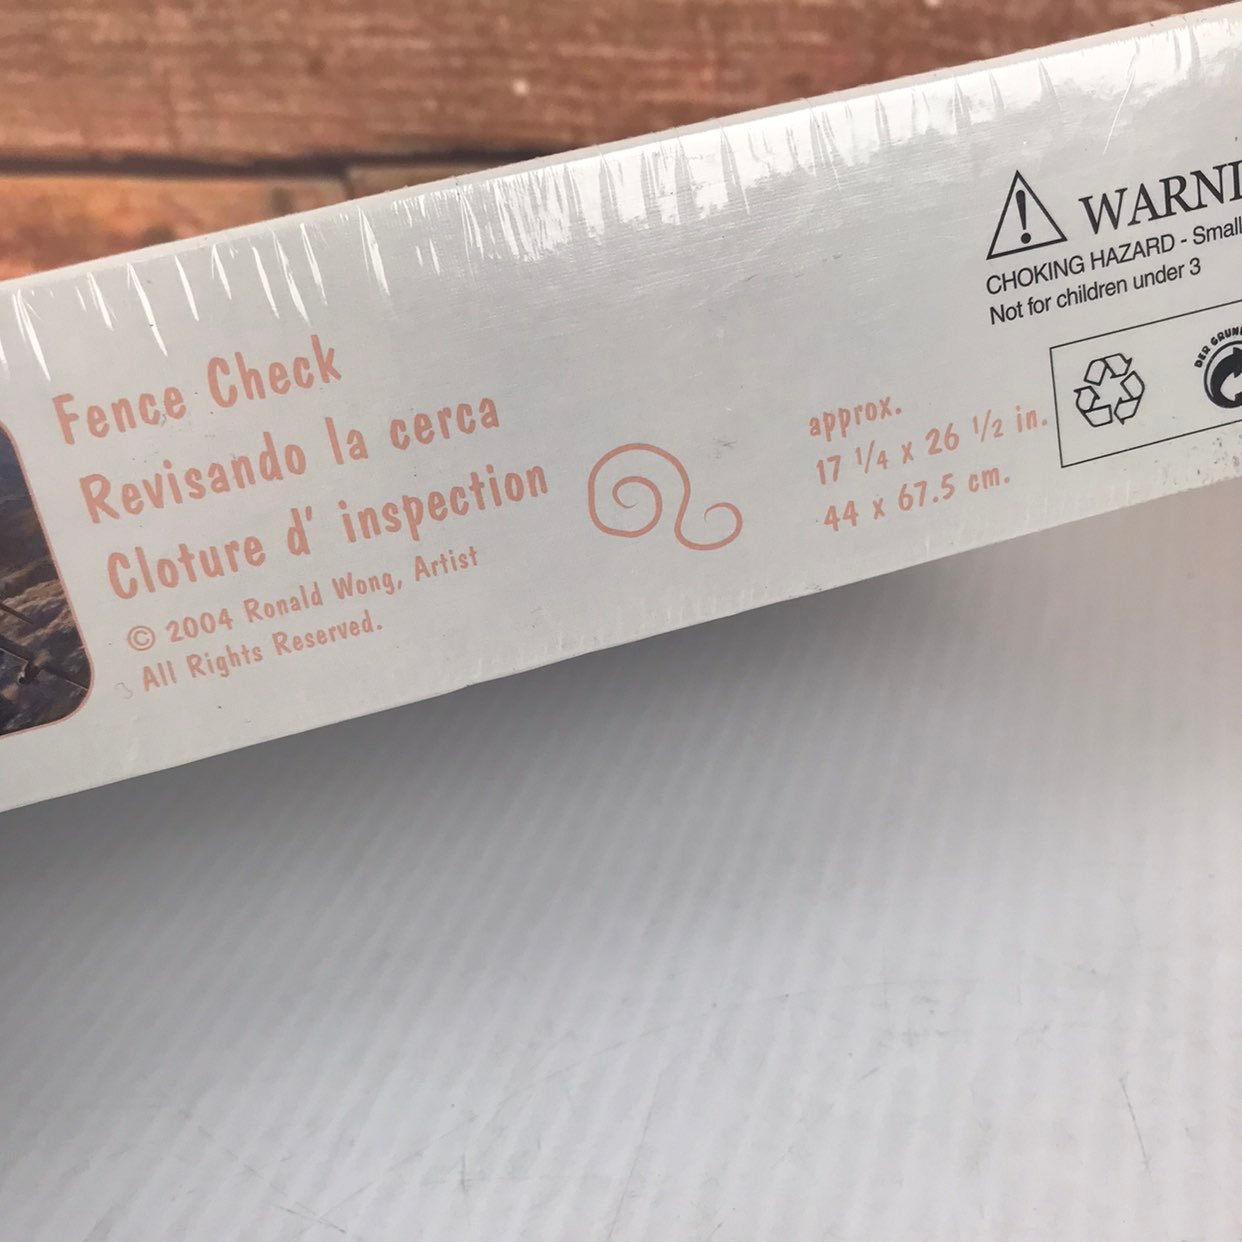 Fence Check
Revisando la cerca
Cloture d' inspection
© 2004 Ronald Wong, Artist
All Rights Reserved.
approx.
17 1/4 x 26 1/2 in.
44 x 67.5 cm.
CHOKING HAZARD - Small
Not for children under 3
DER